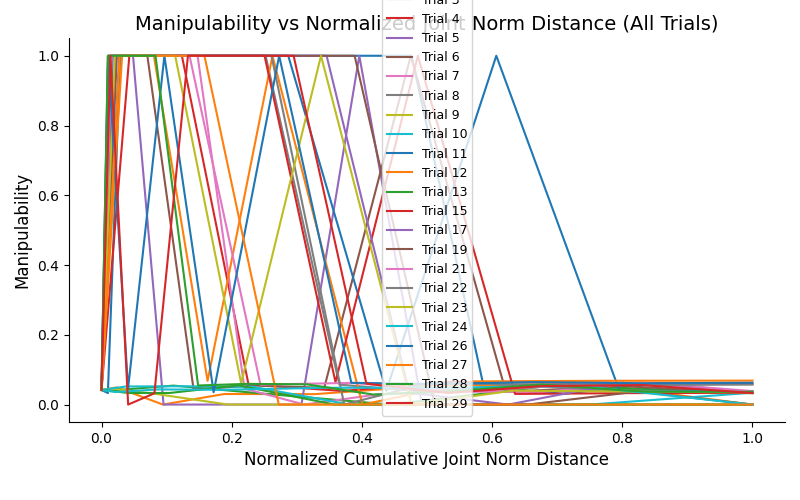 Manipulability vs Normalized Joint Norm Distance (All Trials)
Manipulability
1.0
0.8
0.6
0.4
0.2
0.0
0.0
0.2
0.4
0.6
0.8
1.0
Normalized Cumulative Joint Norm Distance
Trial 4
Trial 5
Trial 6
Trial 7
Trial 8
Trial 9
Trial 10
Trial 11
Trial 12
Trial 13
Trial 15
Trial 17
Trial 19
Trial 21
Trial 22
Trial 23
Trial 24
Trial 26
Trial 27
Trial 28
Trial 29